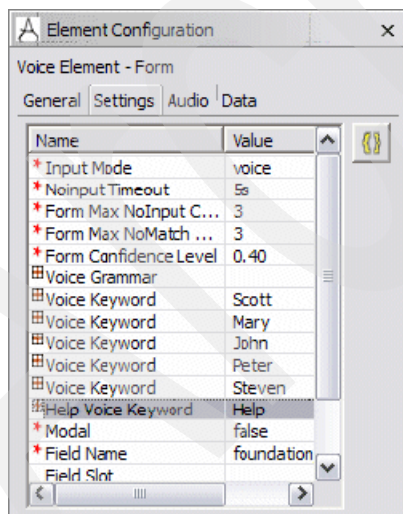 Element Configuration
Voice Element - Form
General Settings Audio Data
Name Value
* Input Mode voice
* Noinput Timeout 5s
* Form Max NoInput C... 3
* Form Max NoMatch ... 3
* Form Confidence Level 0.40
Voice Grammar
Voice Keyword Scott
Voice Keyword Mary
Voice Keyword John
Voice Keyword Peter
Voice Keyword Steven
Help Voice Keyword Help
* Modal false
* Field Name foundation
Field Slot